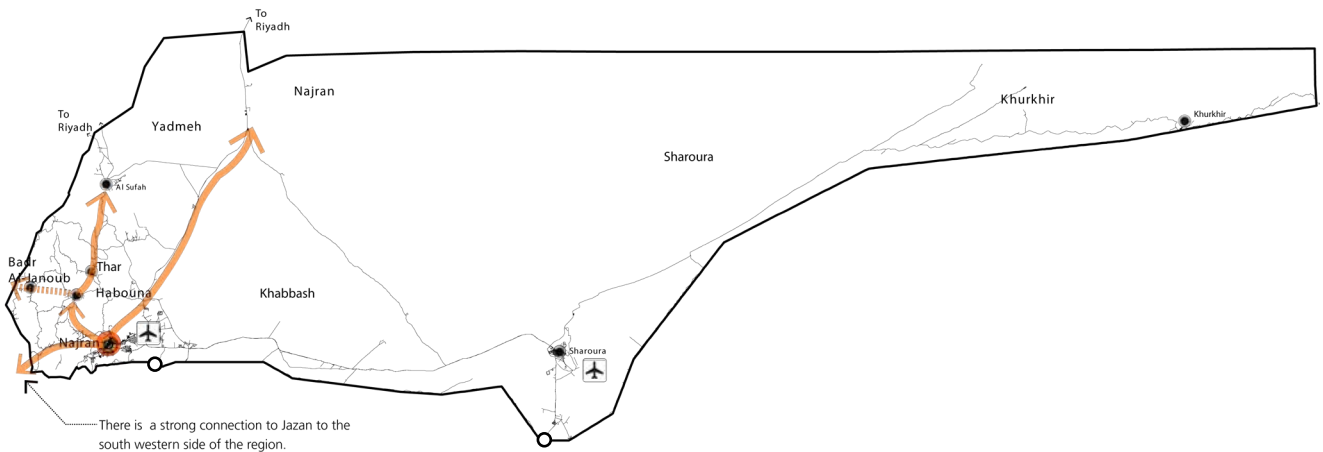 To
Riyadh
Najran
To
Riyadh
Yadmeh
Khurkhir
Khurkhir
Sharoura
Al Sufah
Badr
Al-Janoub
Thar
Habouna
Khabbash
Najran
Sharoura
There is a strong connection to Jazan to the
south western side of the region.